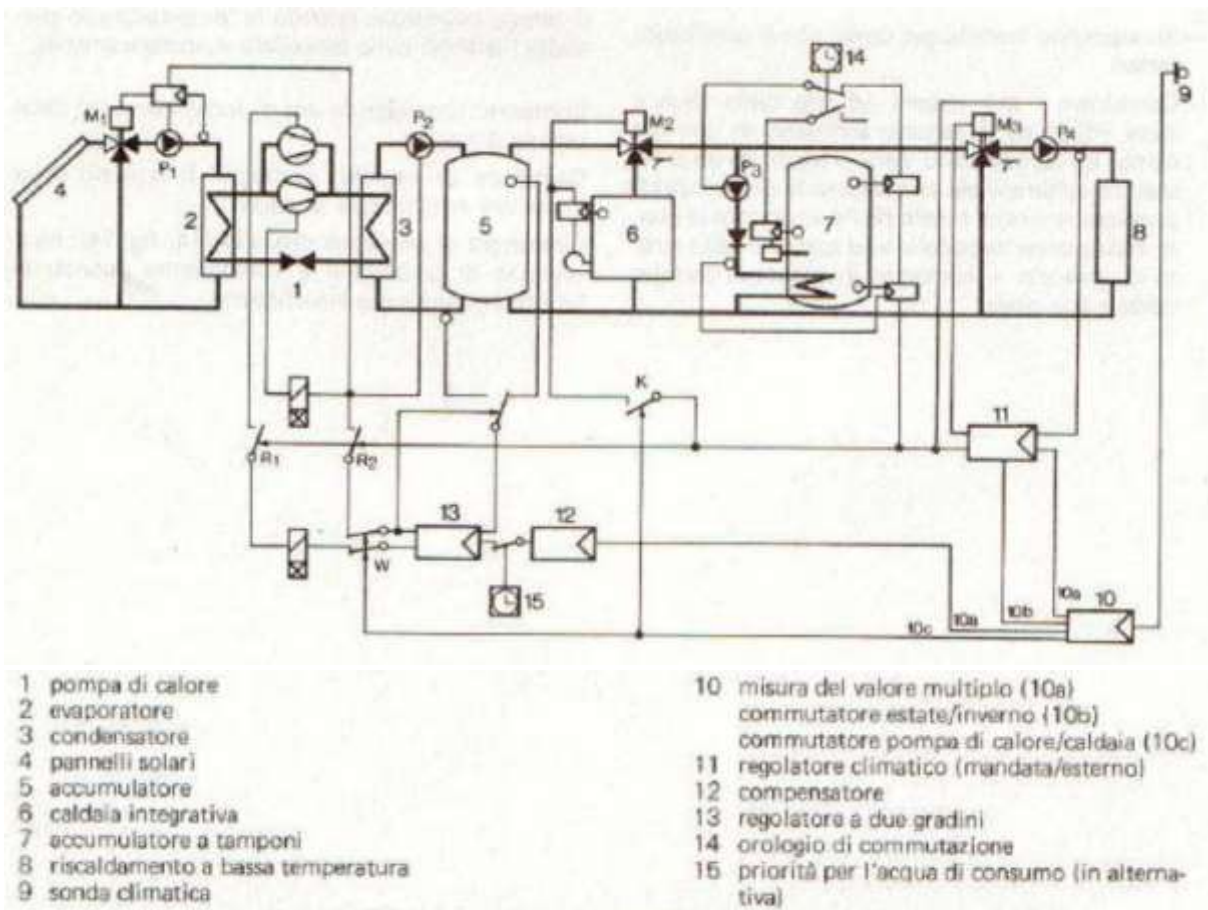 14
9
M1
P1
P2
M2
M3
P4
P3
4
2
3
5
6
7
8
1
K
11
R1
R2
13
12
W
15
10a
10
10b
10a
10c
1 pompa di calore
2 evaporatore
3 condensatore
4 pannelli solari
5 accumulatore
6 caldaia integrativa
7 accumulatore a tamponi
8 riscaldamento a bassa temperatura
9 sonda climatica
10 misura del valore multiplo (10a)
commutatore estate/inverno (10b)
commutatore pompa di calore/caldaia (10c)
11 regolatore climatico (mandata/esterno)
12 compensatore
13 regolatore a due gradini
14 orologio di commutazione
15 priorità per l'acqua di consumo (in alterna-
tiva)